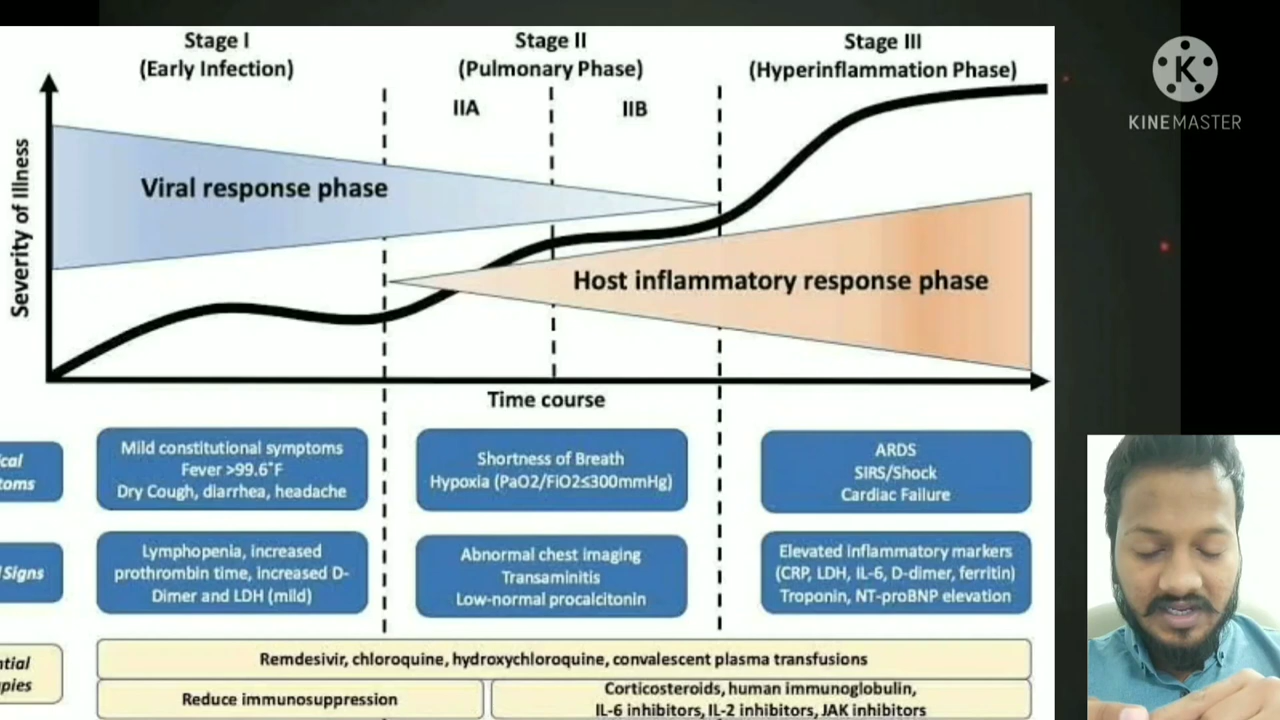 Stage I
(Early Infection)
Stage II
(Pulmonary Phase)
Stage III
(Hyperinflammation Phase)
IIA
IIB
KINEMASTER
Severity of Illness
Viral response phase
Host inflammatory response phase
Time course
ical
toms
Mild constitutional symptoms
Fever >99.6°F
Dry Cough, diarrhea, headache
Shortness of Breath
Hypoxia (PaO2/FiO2≤300mmHg)
ARDS
SIRS/Shock
Cardiac Failure
Signs
Lymphopenia, increased
prothrombin time, increased D-
Dimer and LDH (mild)
Abnormal chest imaging
Transaminitis
Low-normal procalcitonin
Elevated inflammatory markers
(CRP, LDH, IL-6, D-dimer, ferritin)
Troponin, NT-proBNP elevation
ntial
pies
Remdesivir, chloroquine, hydroxychloroquine, convalescent plasma transfusions
Reduce immunosuppression
Corticosteroids, human immunoglobulin,
IL-6 inhibitors, IL-2 inhibitors, JAK inhibitors